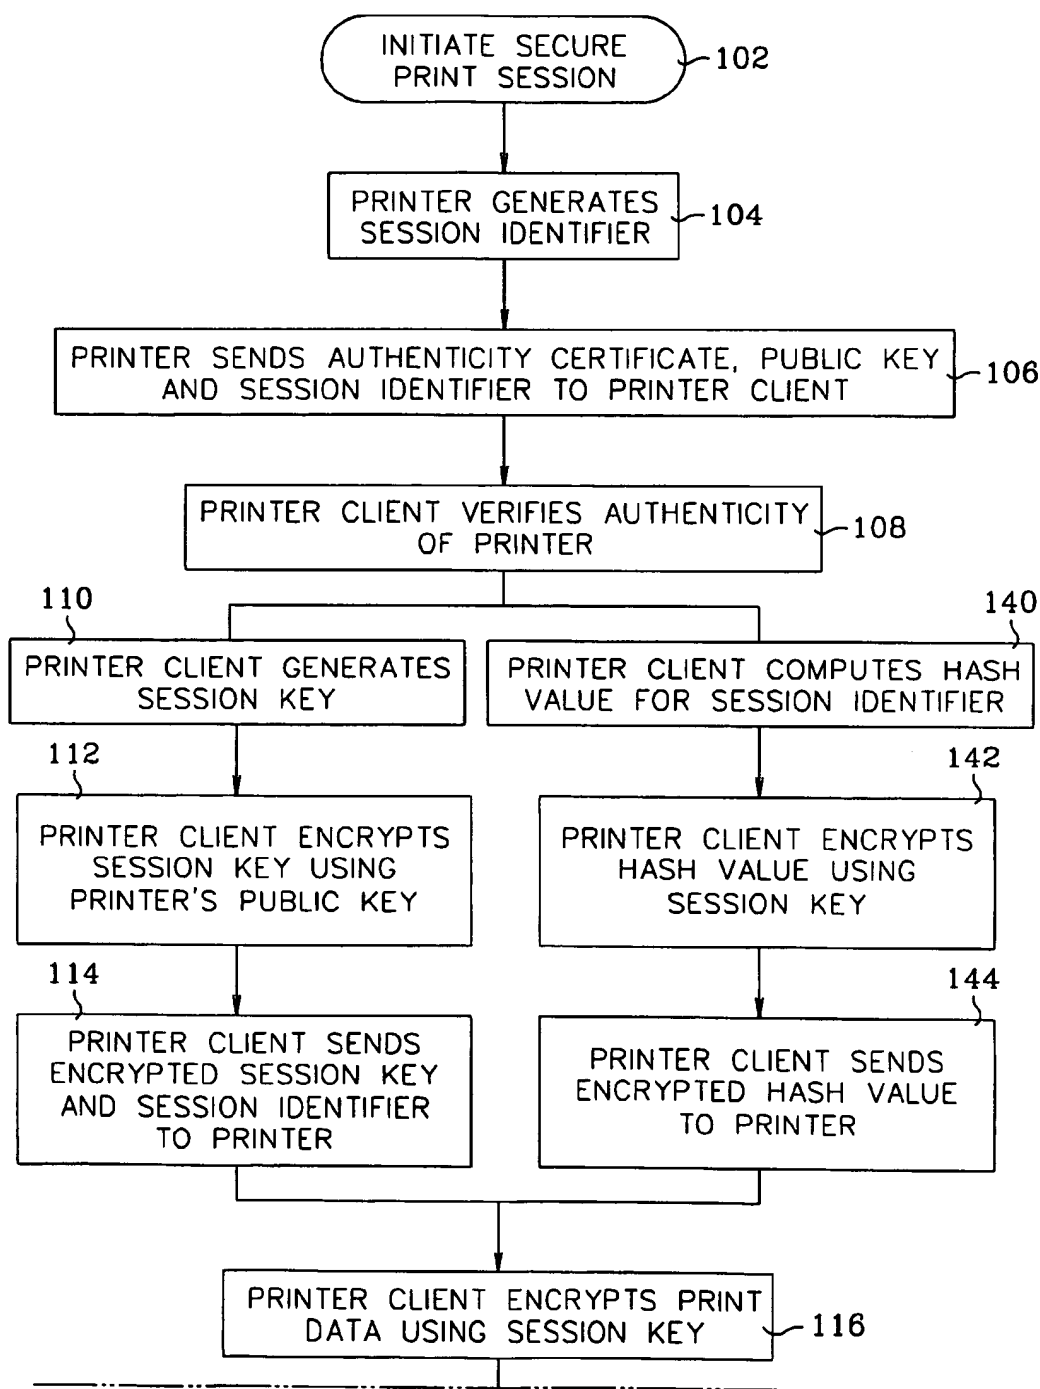 INITIATE SECURE
PRINT SESSION
102
PRINTER GENERATES
SESSION IDENTIFIER
104
PRINTER SENDS AUTHENTICITY CERTIFICATE, PUBLIC KEY
AND SESSION IDENTIFIER TO PRINTER CLIENT
106
PRINTER CLIENT VERIFIES AUTHENTICITY
OF PRINTER
108
110
PRINTER CLIENT GENERATES
SESSION KEY
140
PRINTER CLIENT COMPUTES HASH
VALUE FOR SESSION IDENTIFIER
112
PRINTER CLIENT ENCRYPTS
SESSION KEY USING
PRINTER'S PUBLIC KEY
142
PRINTER CLIENT ENCRYPTS
HASH VALUE USING
SESSION KEY
114
PRINTER CLIENT SENDS
ENCRYPTED SESSION KEY
AND SESSION IDENTIFIER
TO PRINTER
144
PRINTER CLIENT SENDS
ENCRYPTED HASH VALUE
TO PRINTER
PRINTER CLIENT ENCRYPTS PRINT
DATA USING SESSION KEY
116